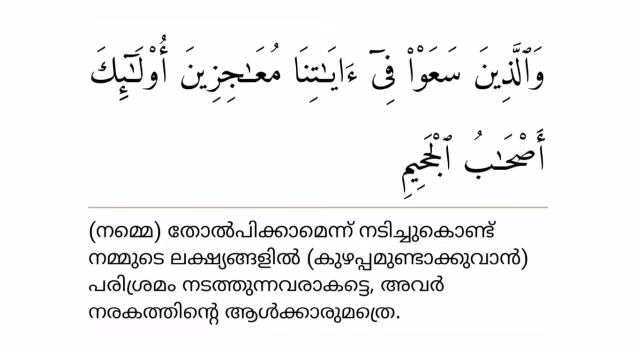 وَٱلَّذِينَ سَعَوْا۟ فِىٓ ءَايَـٰتِنَا مُعَـٰجِزِينَ أُو۟لَـٰٓئِكَ
أَصْحَـٰبُ ٱلْجَحِيمِ
(നമ്മെ) തോൽപിക്കാമെന്ന് നടിച്ചുകൊണ്ട്
നമ്മുടെ ലക്ഷ്യങ്ങളിൽ (കുഴപ്പമുണ്ടാക്കുവാൻ)
പരിശ്രമം നടത്തുന്നവരാകട്ടെ, അവർ
നരകത്തിന്റെ ആൾക്കാരുമത്രെ.